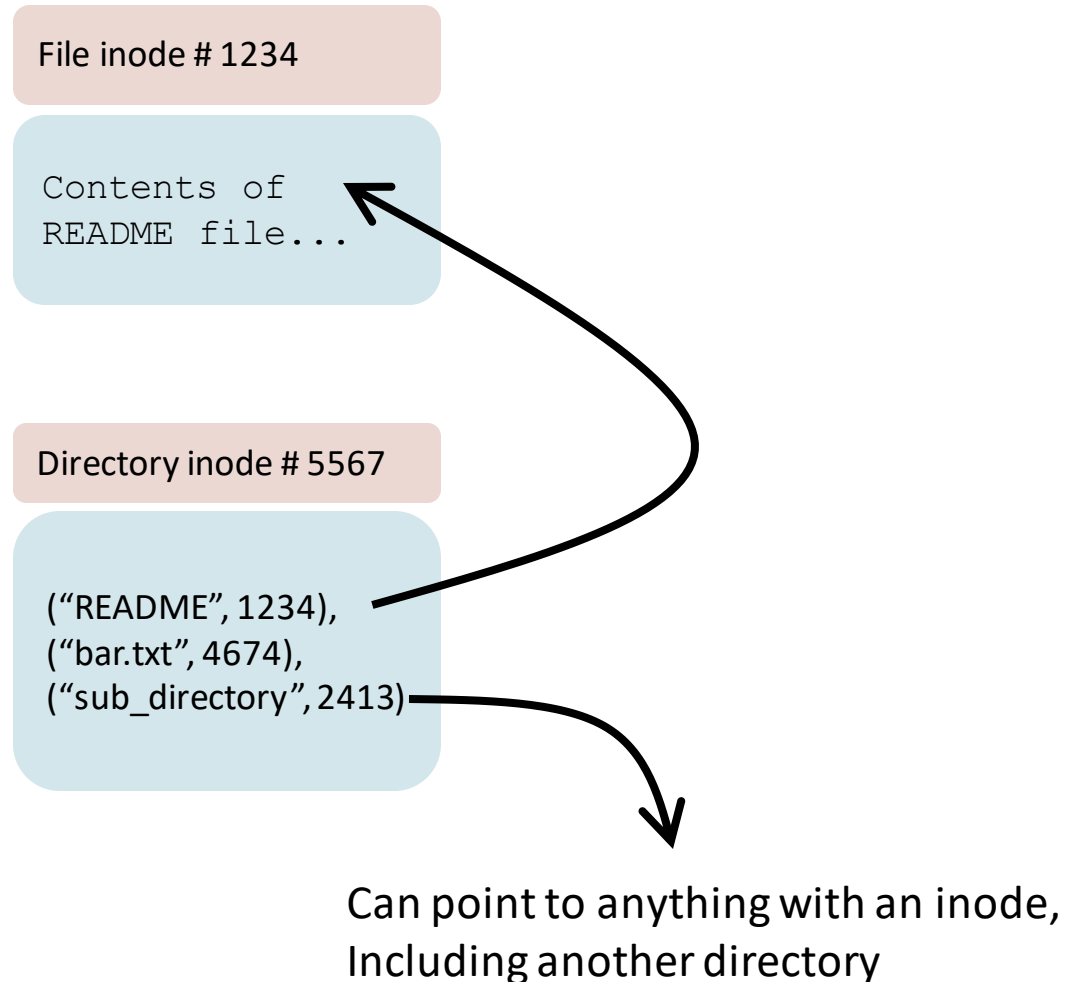 File inode # 1234
Contents of
README file...
Directory inode # 5567
(“README”, 1234),
(“bar.txt”, 4674),
(“sub_directory”, 2413)
Can point to anything with an inode,
Including another directory